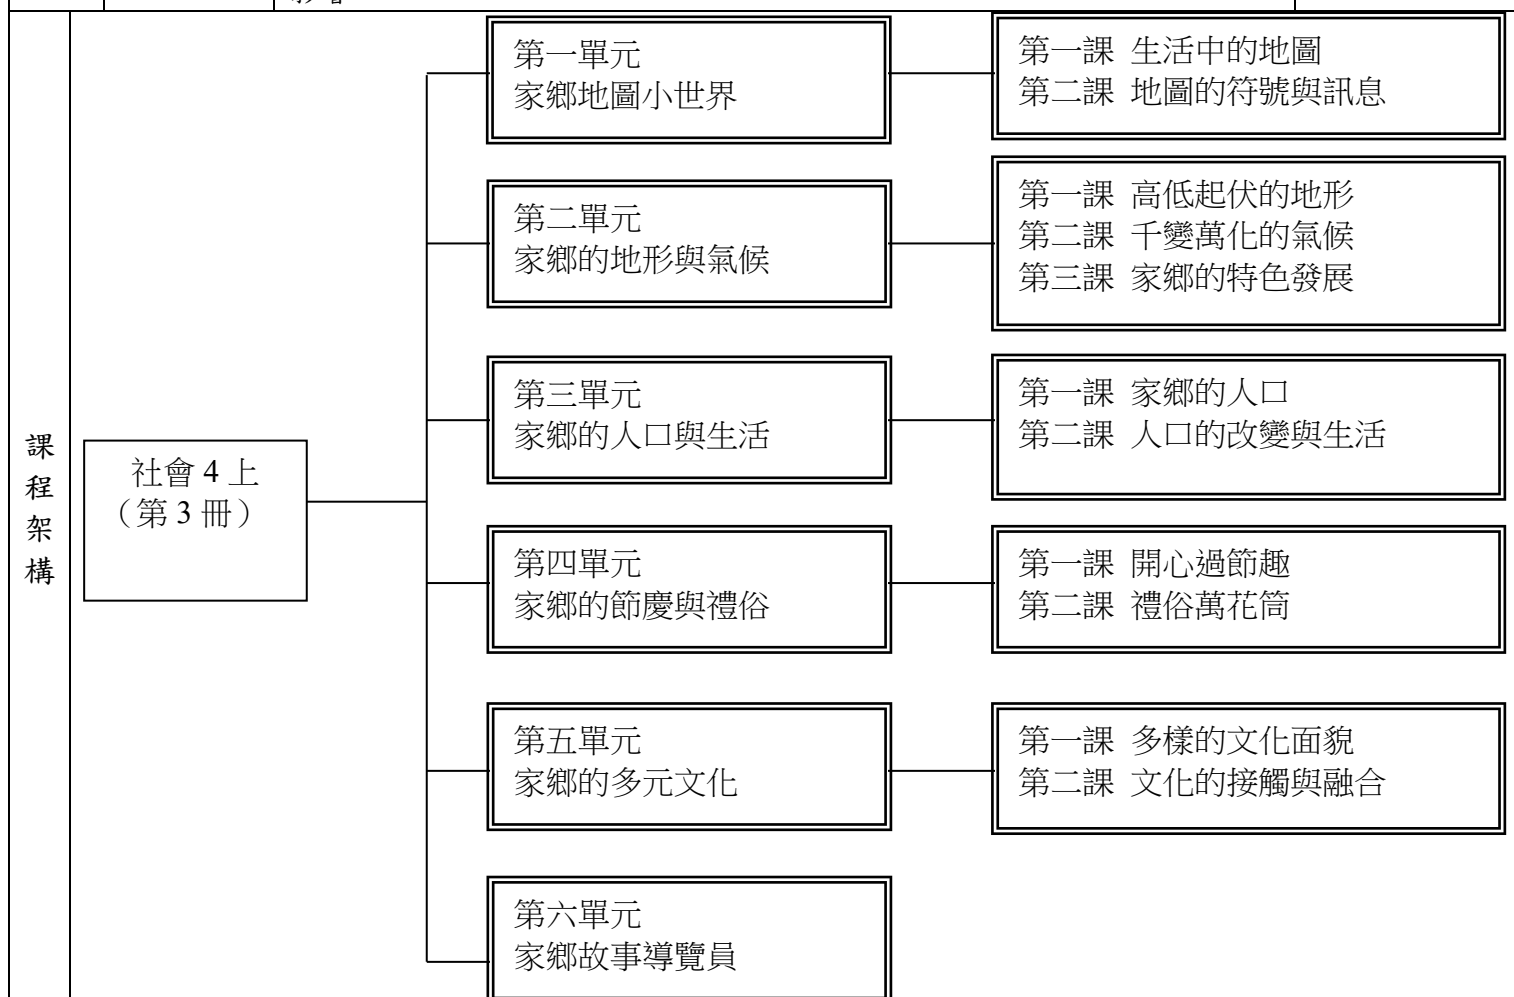 課
程
架
構
社會 4 上
（第 3 冊）
第一單元
家鄉地圖小世界
第一課 生活中的地圖
第二課 地圖的符號與訊息
第二單元
家鄉的地形與氣候
第一課 高低起伏的地形
第二課 千變萬化的氣候
第三課 家鄉的特色發展
第三單元
家鄉的人口與生活
第一課 家鄉的人口
第二課 人口的改變與生活
第四單元
家鄉的節慶與禮俗
第一課 開心過節趣
第二課 禮俗萬花筒
第五單元
家鄉的多元文化
第一課 多樣的文化面貌
第二課 文化的接觸與融合
第六單元
家鄉故事導覽員